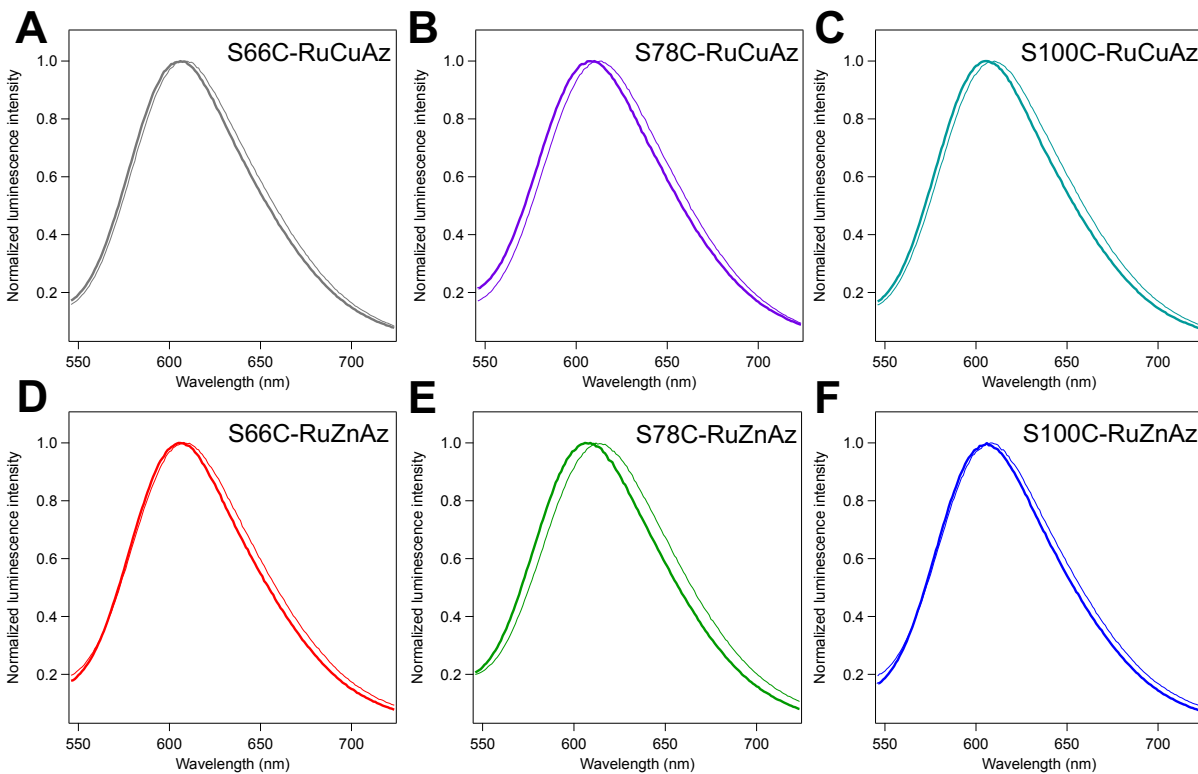 A
S66C-RuCuAz
Normalized luminescence intensity
1.0
0.8
0.6
0.4
0.2
550
600
650
700
Wavelength (nm)
B
S78C-RuCuAz
Normalized luminescence intensity
1.0
0.8
0.6
0.4
0.2
550
600
650
700
Wavelength (nm)
C
S100C-RuCuAz
Normalized luminescence intensity
1.0
0.8
0.6
0.4
0.2
550
600
650
700
Wavelength (nm)
D
S66C-RuZnAz
Normalized luminescence intensity
1.0
0.8
0.6
0.4
0.2
550
600
650
700
Wavelength (nm)
E
S78C-RuZnAz
Normalized luminescence intensity
1.0
0.8
0.6
0.4
0.2
550
600
650
700
Wavelength (nm)
F
S100C-RuZnAz
Normalized luminescence intensity
1.0
0.8
0.6
0.4
0.2
550
600
650
700
Wavelength (nm)